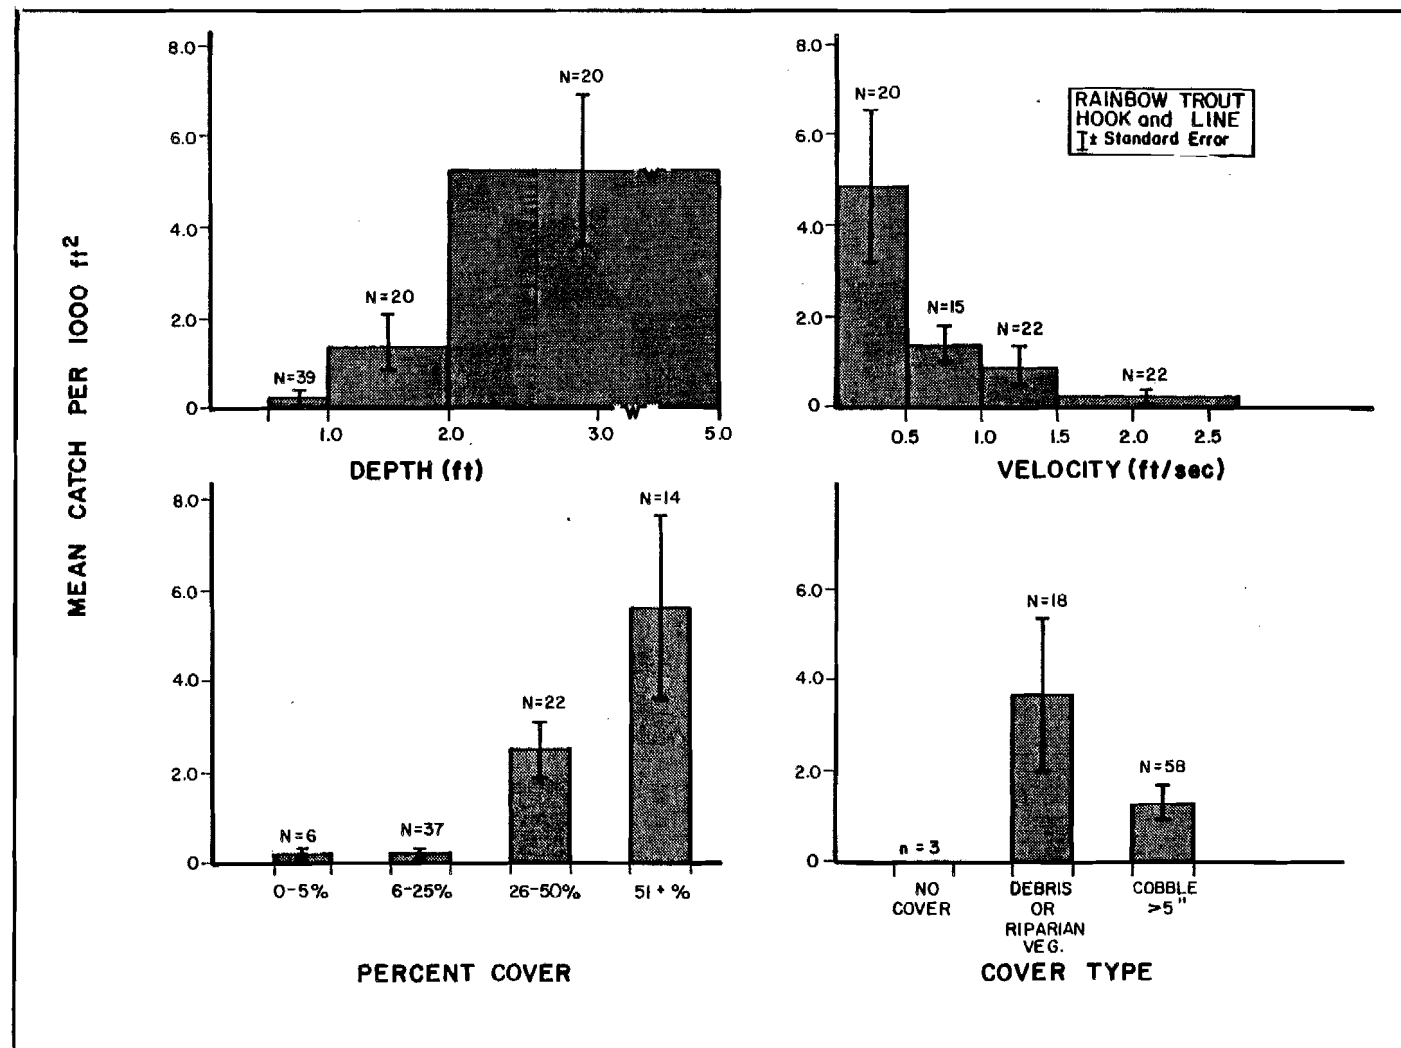 MEAN CATCH PER 1000 ft²
8.0
6.0
4.0
2.0
0
N=39
N=20
N=20
1.0 2.0 3.0 5.0
DEPTH (ft)
8.0
6.0
4.0
2.0
0
N=20
N=15
N=22
N=22
RAINBOW TROUT
HOOK and LINE
I ± Standard Error
0.5 1.0 1.5 2.0 2.5
VELOCITY (ft/sec)
8.0
6.0
4.0
2.0
0
N=6
N=37
N=22
N=14
0-5% 6-25% 26-50% 51+%
PERCENT COVER
6.0
4.0
2.0
0
n=3
N=18
N=58
NO
COVER
DEBRIS
OR
RIPARIAN
VEG.
COBBLE
>5"
COVER TYPE